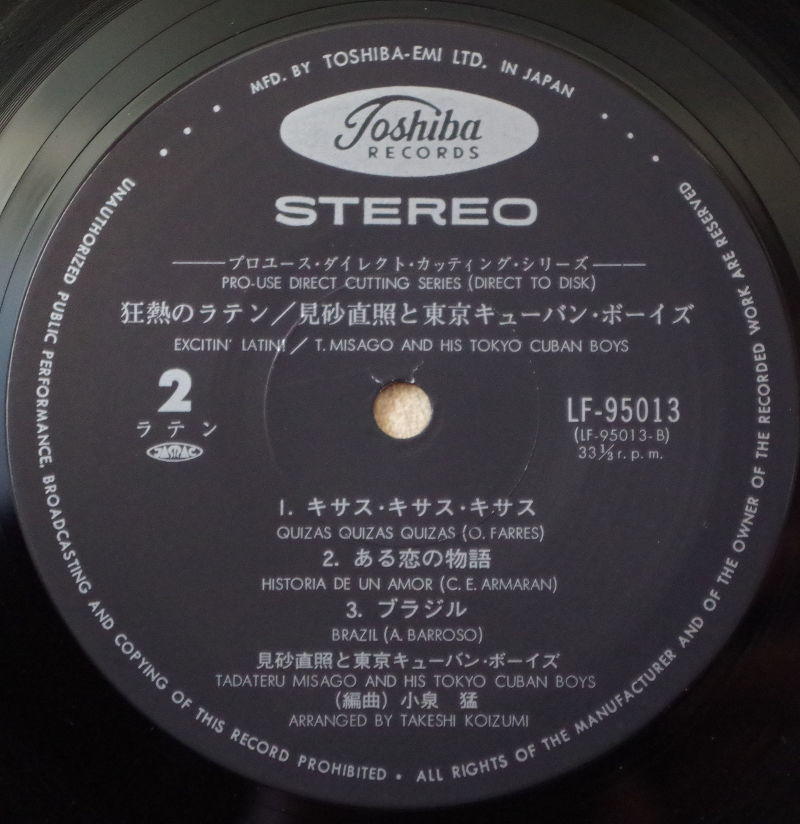 MFD. BY TOSHIBA-EMI LTD. IN JAPAN
Toshiba
RECORDS
STEREO
プロユース・ダイレクト・カッティング・シリーズ
PRO-USE DIRECT CUTTING SERIES (DIRECT TO DISK)
狂熱のラテン／見砂直照と東京キューバン・ボーイズ
EXCITIN' LATIN! / T. MISAGO AND HIS TOKYO CUBAN BOYS
2
ラテン
JASRAC
LF-95013
(LF-95013-B)
33⅓ r.p.m.
1. キサス・キサス・キサス
QUIZAS QUIZAS QUIZAS (O. FARRES)
2. ある恋の物語
HISTORIA DE UN AMOR (C. E. ARMARAN)
3. ブラジル
BRAZIL (A. BARROSO)
見砂直照と東京キューバン・ボーイズ
TADATERU MISAGO AND HIS TOKYO CUBAN BOYS
(編曲) 小泉 猛
ARRANGED BY TAKESHI KOIZUMI
UNAUTHORIZED PUBLIC PERFORMANCE, BROADCASTING AND COPYING OF THIS RECORD PROHIBITED • ALL RIGHTS OF THE MANUFACTURER AND OF THE OWNER OF THE RECORDED WORK ARE RESERVED